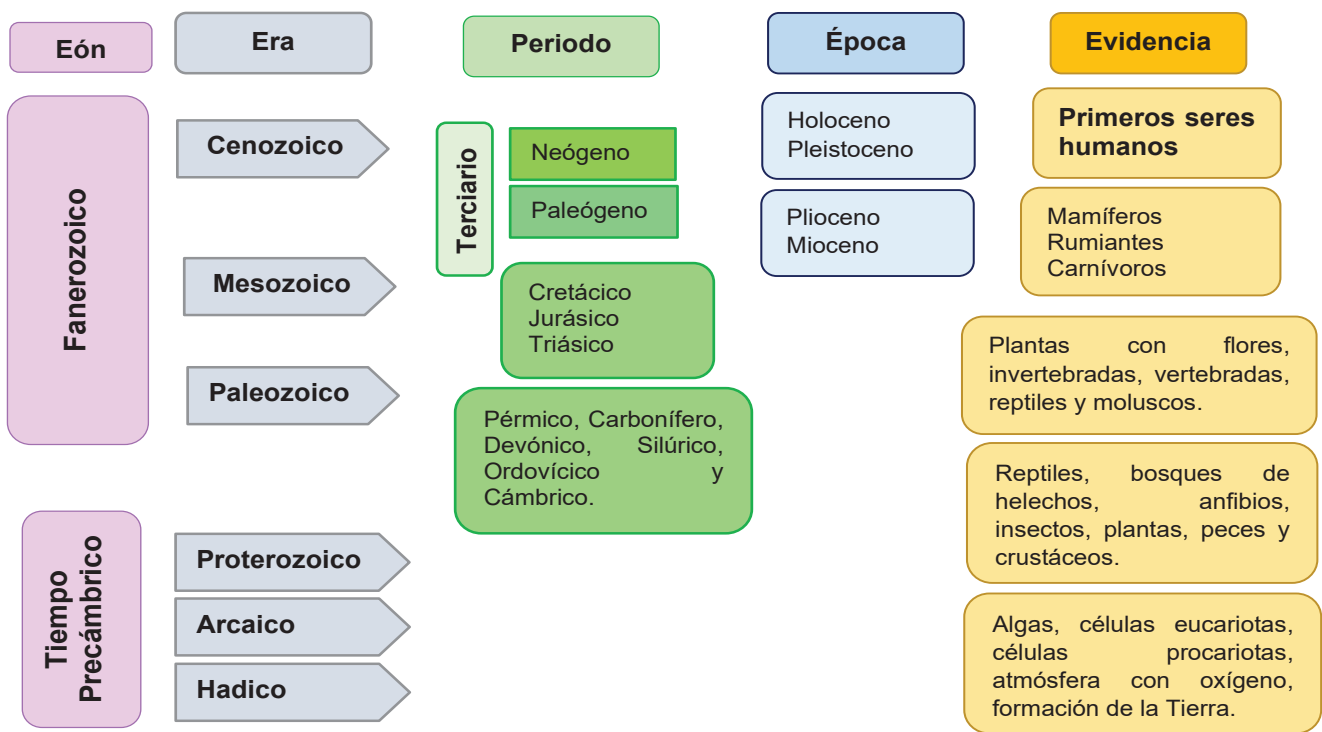 Eón
Era
Periodo
Época
Evidencia
Fanerozoico
Cenozoico
Mesozoico
Paleozoico
Terciario
Neógeno
Paleógeno
Cretácico
Jurásico
Triásico
Pérmico, Carbonífero,
Devónico, Silúrico,
Ordovícico y
Cámbrico.
Holoceno
Pleistoceno
Plioceno
Mioceno
Primeros seres
humanos
Mamíferos
Rumiantes
Carnívoros
Plantas con flores,
invertebradas, vertebradas,
reptiles y moluscos.
Reptiles, bosques de
helechos, anfibios,
insectos, plantas, peces y
crustáceos.
Tiempo
Precámbrico
Proterozoico
Arcaico
Hadico
Algas, células eucariotas,
células procariotas,
atmósfera con oxígeno,
formación de la Tierra.